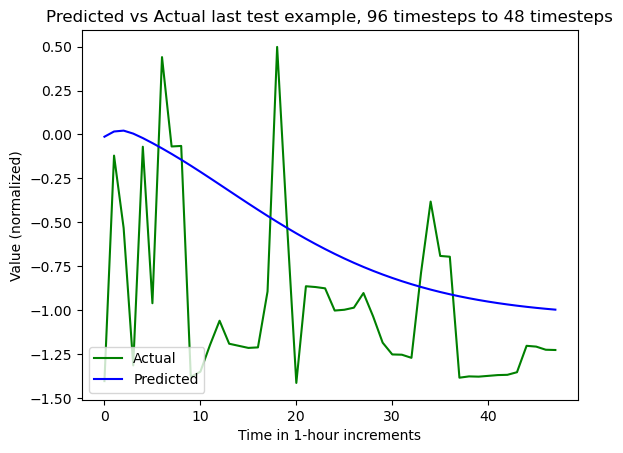 Predicted vs Actual last test example, 96 timesteps to 48 timesteps
Value (normalized)
0.50
0.25
0.00
−0.25
−0.50
−0.75
−1.00
−1.25
−1.50
Actual
Predicted
0 10 20 30 40
Time in 1-hour increments